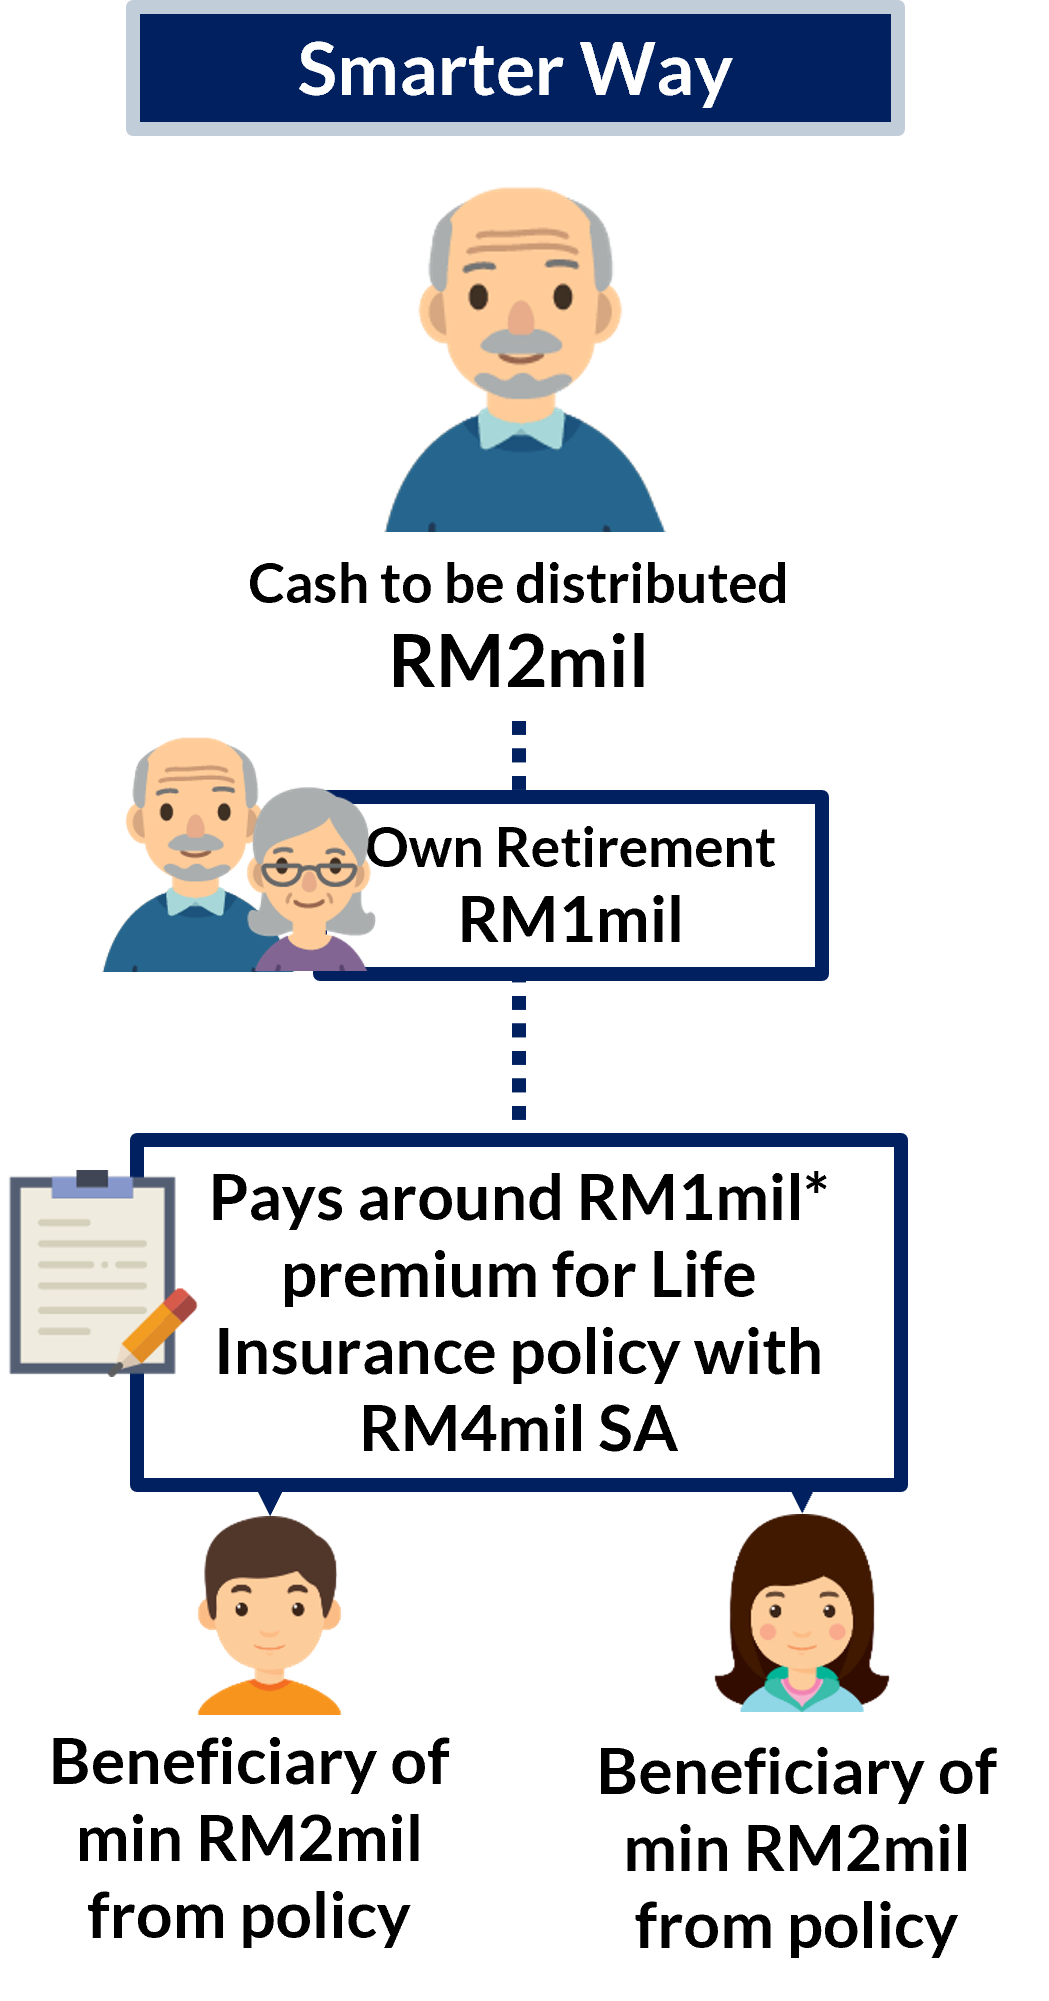 Smarter Way
Cash to be distributed
RM2mil
Own Retirement
RM1mil
Pays around RM1mil*
premium for Life
Insurance policy with
RM4mil SA
Beneficiary of
min RM2mil
from policy
Beneficiary of
min RM2mil
from policy